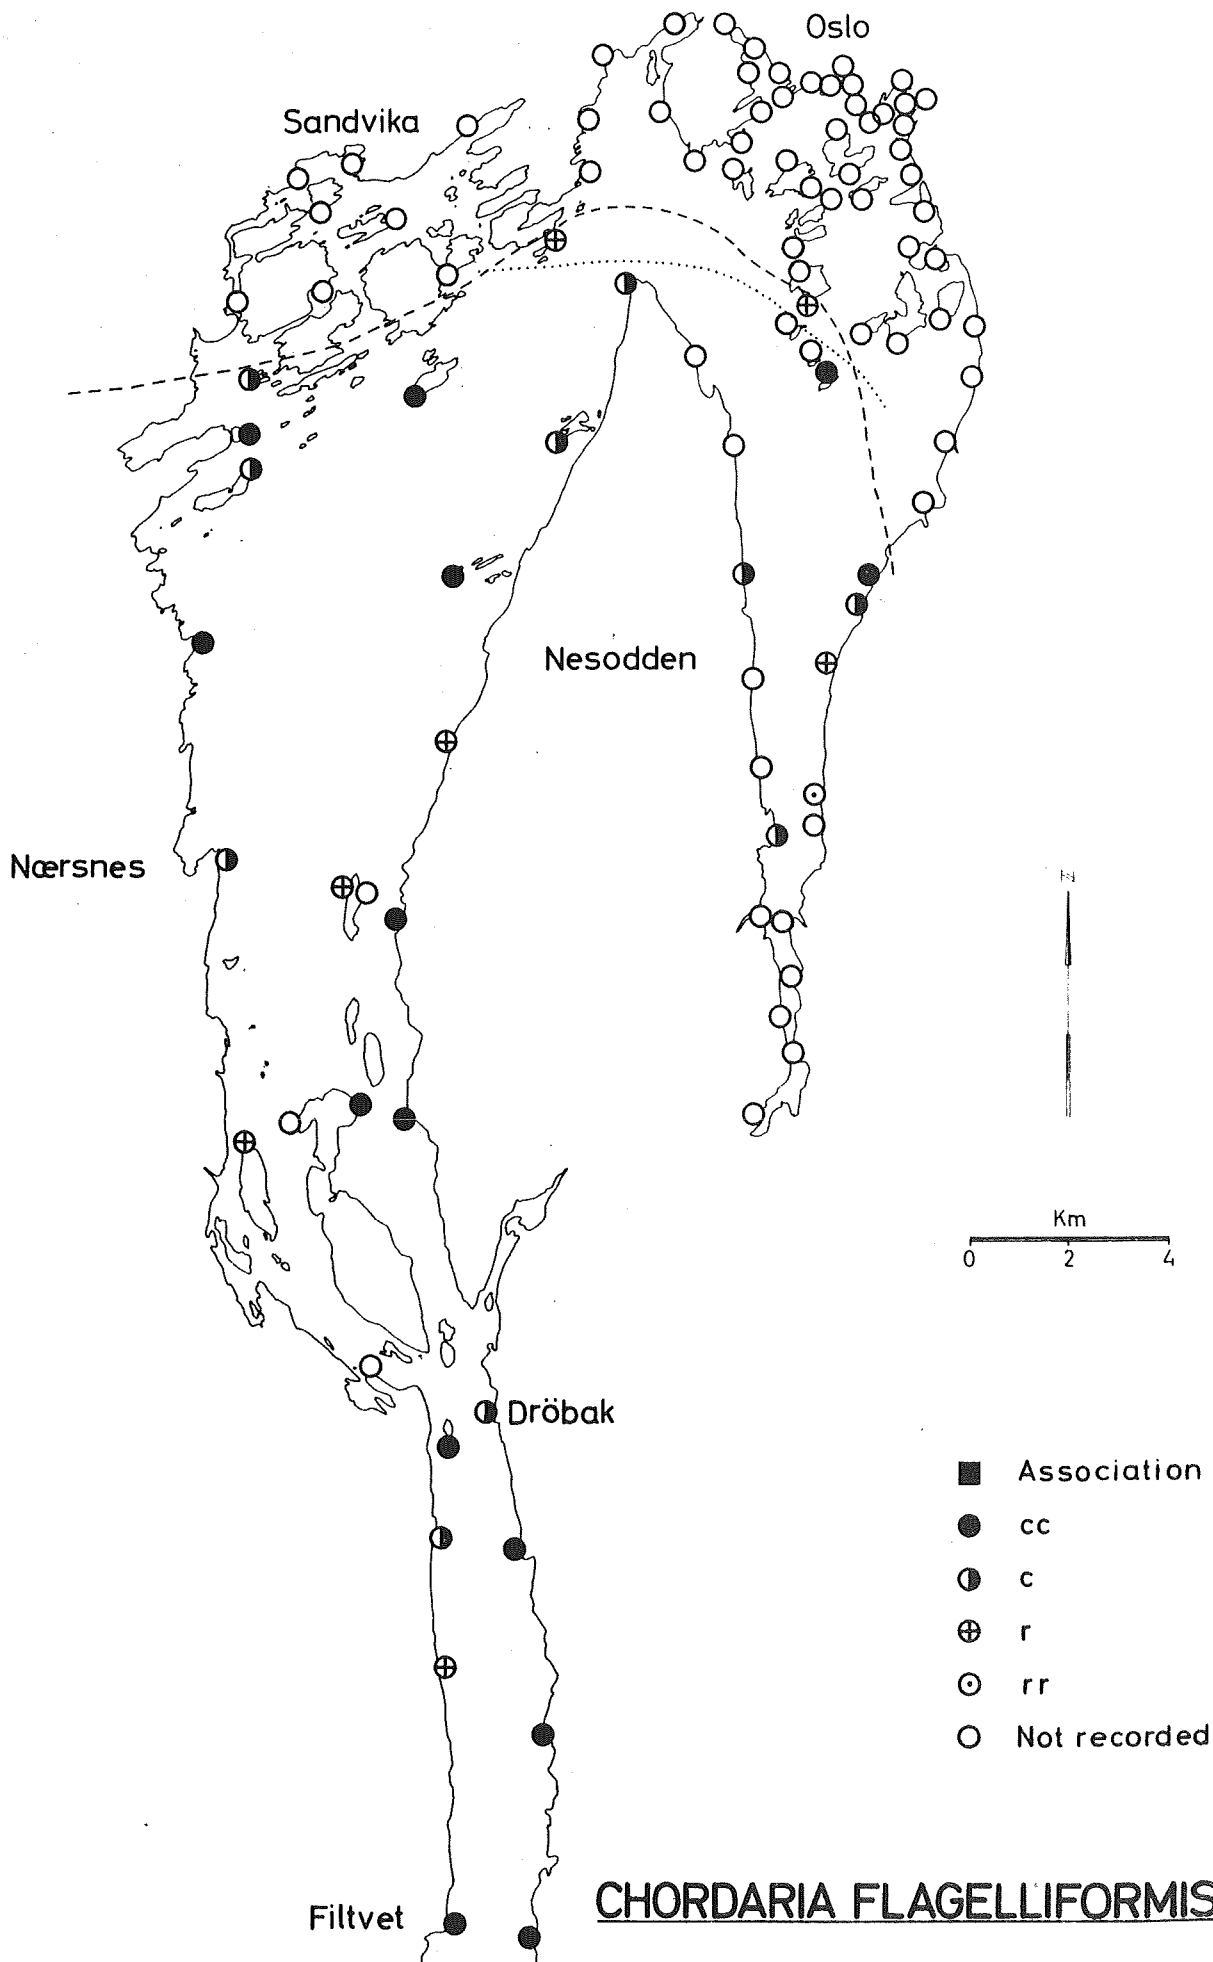 Oslo
Sandvika
Nesodden
Nærsnes
N
Km
0 2 4
Dröbak
Association
cc
c
r
rr
Not recorded
Filtvet
CHORDARIA FLAGELLIFORMIS